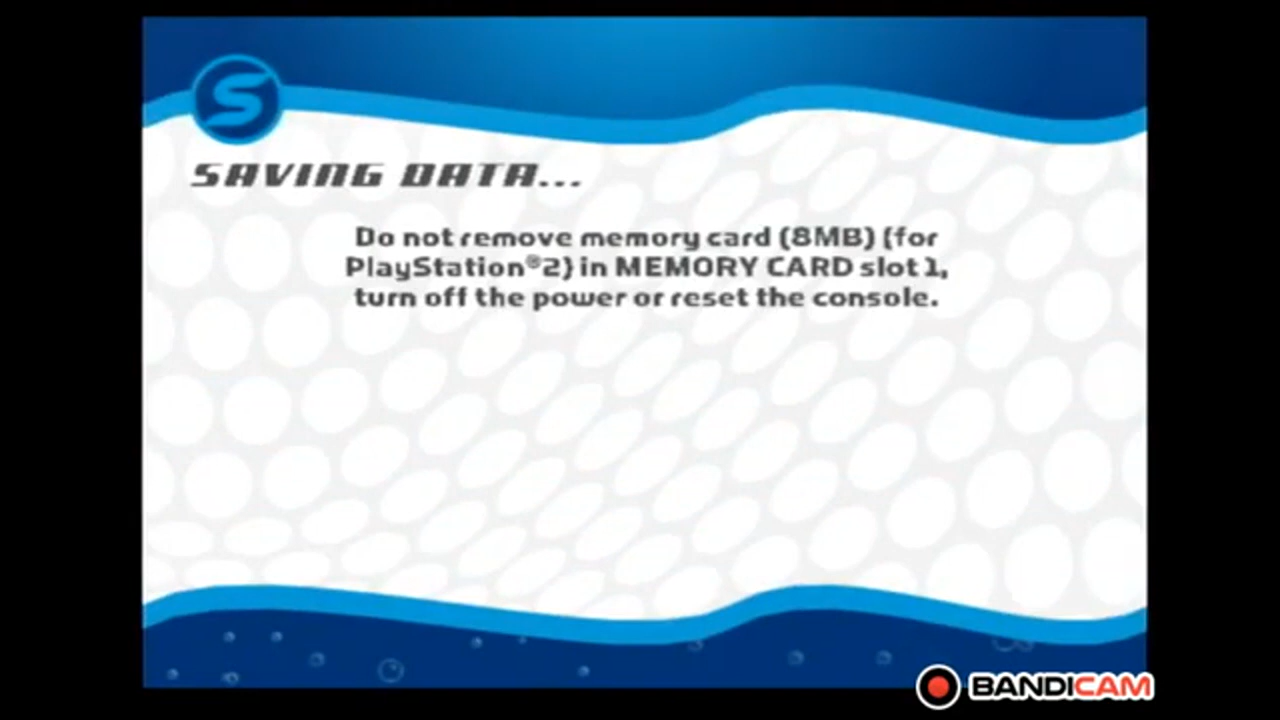 S
SAVING DATA...
Do not remove memory card (8MB) (for
PlayStation®2) in MEMORY CARD slot 1,
turn off the power or reset the console.
BANDICAM